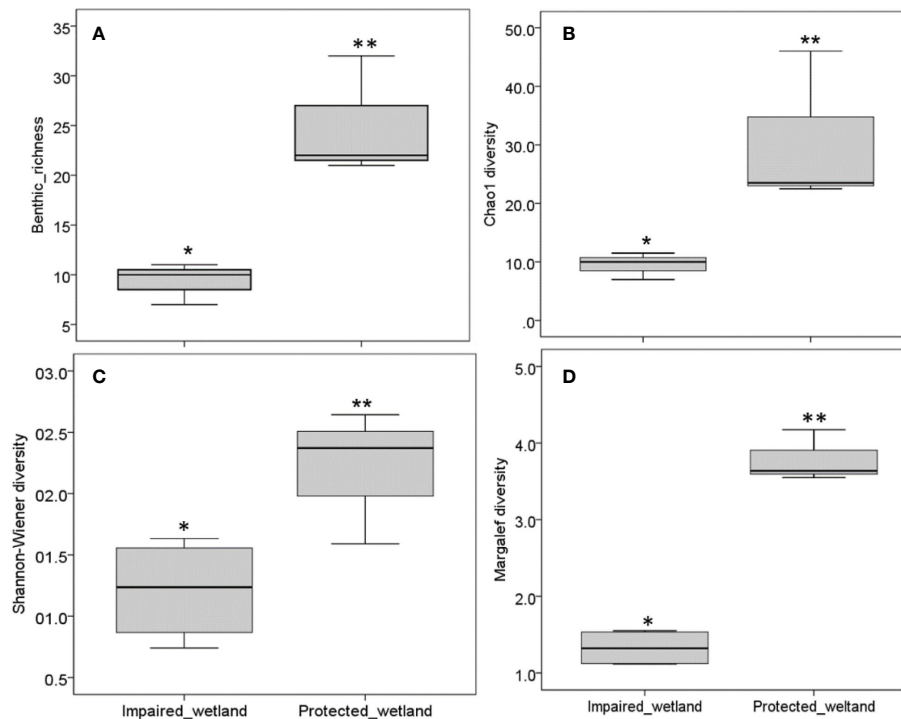 A
Benthic_richness
35
30
25
20
15
10
5
*
**
B
Chao1 diversity
50.0
40.0
30.0
20.0
10.0
.0
*
**
C
Shannon-Wiener diversity
03.0
02.5
02.0
01.5
01.0
0.5
*
**
Impaired_wetland
Protected_wetland
D
Margalef diversity
5.0
4.0
3.0
2.0
1.0
*
**
Impaired_wetland
Protected_weltand